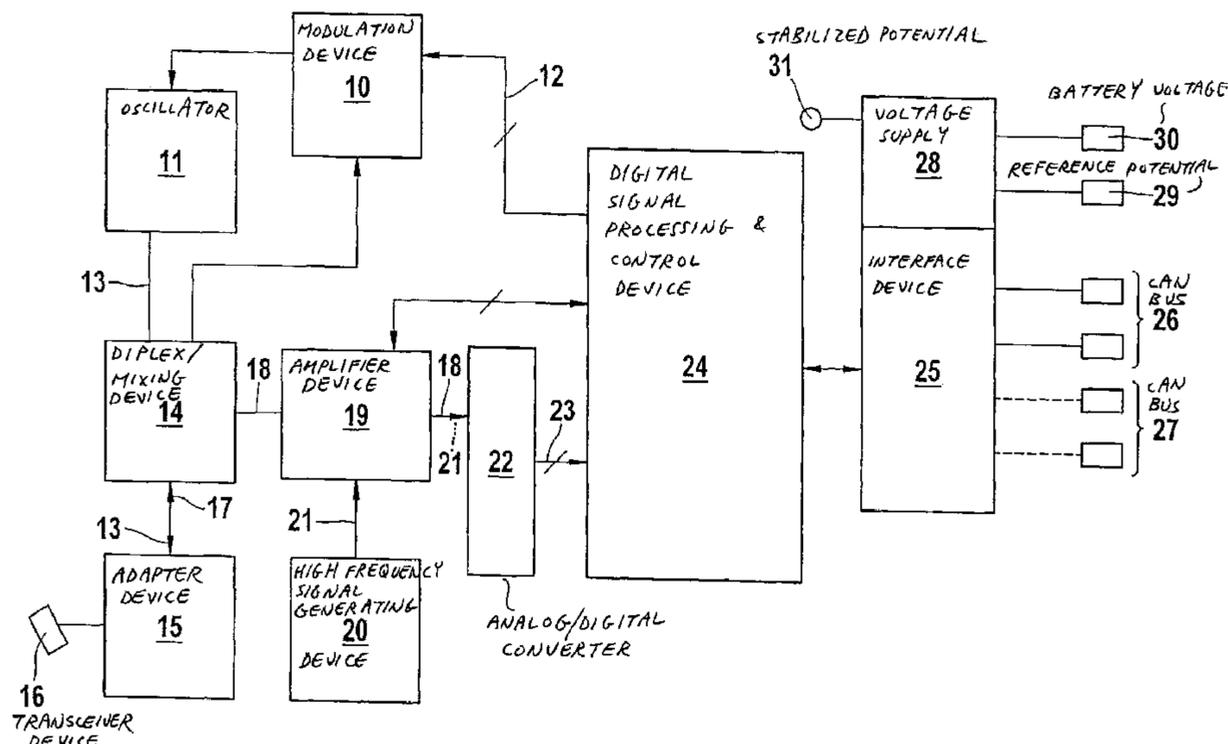 MODULATION
DEVICE
10
12
OSCILLATOR
11
13
STABILIZED POTENTIAL
31
VOLTAGE
SUPPLY
28
BATTERY VOLTAGE
30
REFERENCE POTENTIAL
29
DIGITAL
SIGNAL
PROCESSING &
CONTROL
DEVICE
24
INTERFACE
DEVICE
25
CAN
BUS
26
CAN
BUS
27
DIPLEX/
MIXING
DEVICE
14
18
AMPLIFIER
DEVICE
19
18
21
22
23
17
13
21
ADAPTER
DEVICE
15
HIGH FREQUENCY
SIGNAL
GENERATING
20
DEVICE
ANALOG/DIGITAL
CONVERTER
16
TRANSCEIVER
DEVICE